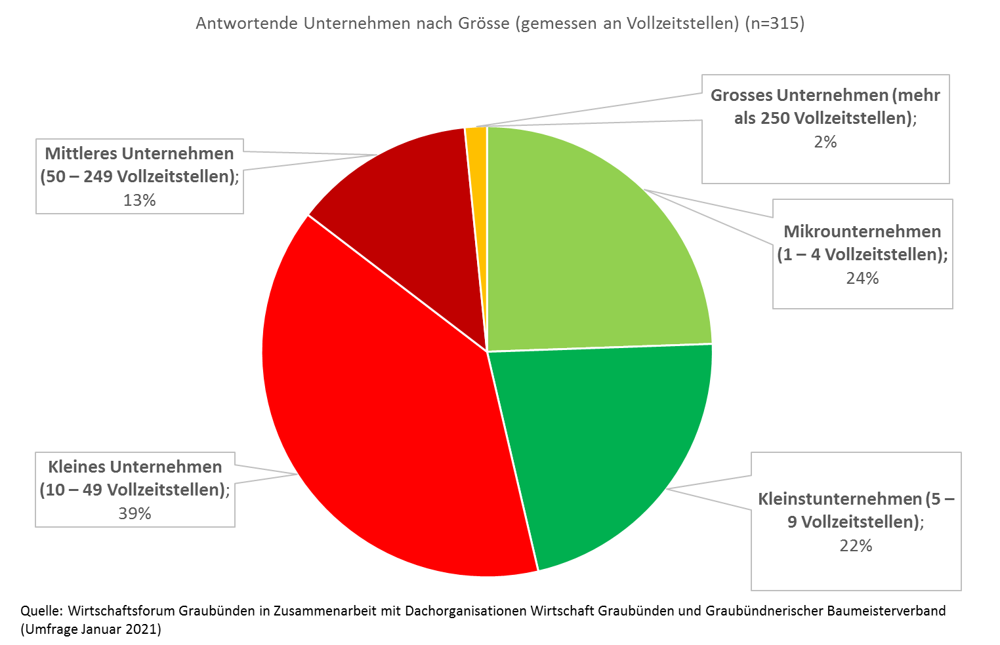 Antwortende Unternehmen nach Grösse (gemessen an Vollzeitstellen) (n=315)
Grosses Unternehmen (mehr
als 250 Vollzeitstellen);
2%
Mittleres Unternehmen
(50 – 249 Vollzeitstellen);
13%
Mikrounternehmen
(1 – 4 Vollzeitstellen);
24%
Kleines Unternehmen
(10 – 49 Vollzeitstellen);
39%
Kleinstunternehmen (5 –
9 Vollzeitstellen);
22%
Quelle: Wirtschaftsforum Graubünden in Zusammenarbeit mit Dachorganisationen Wirtschaft Graubünden und Graubündnerischer Baumeisterverband
(Umfrage Januar 2021)